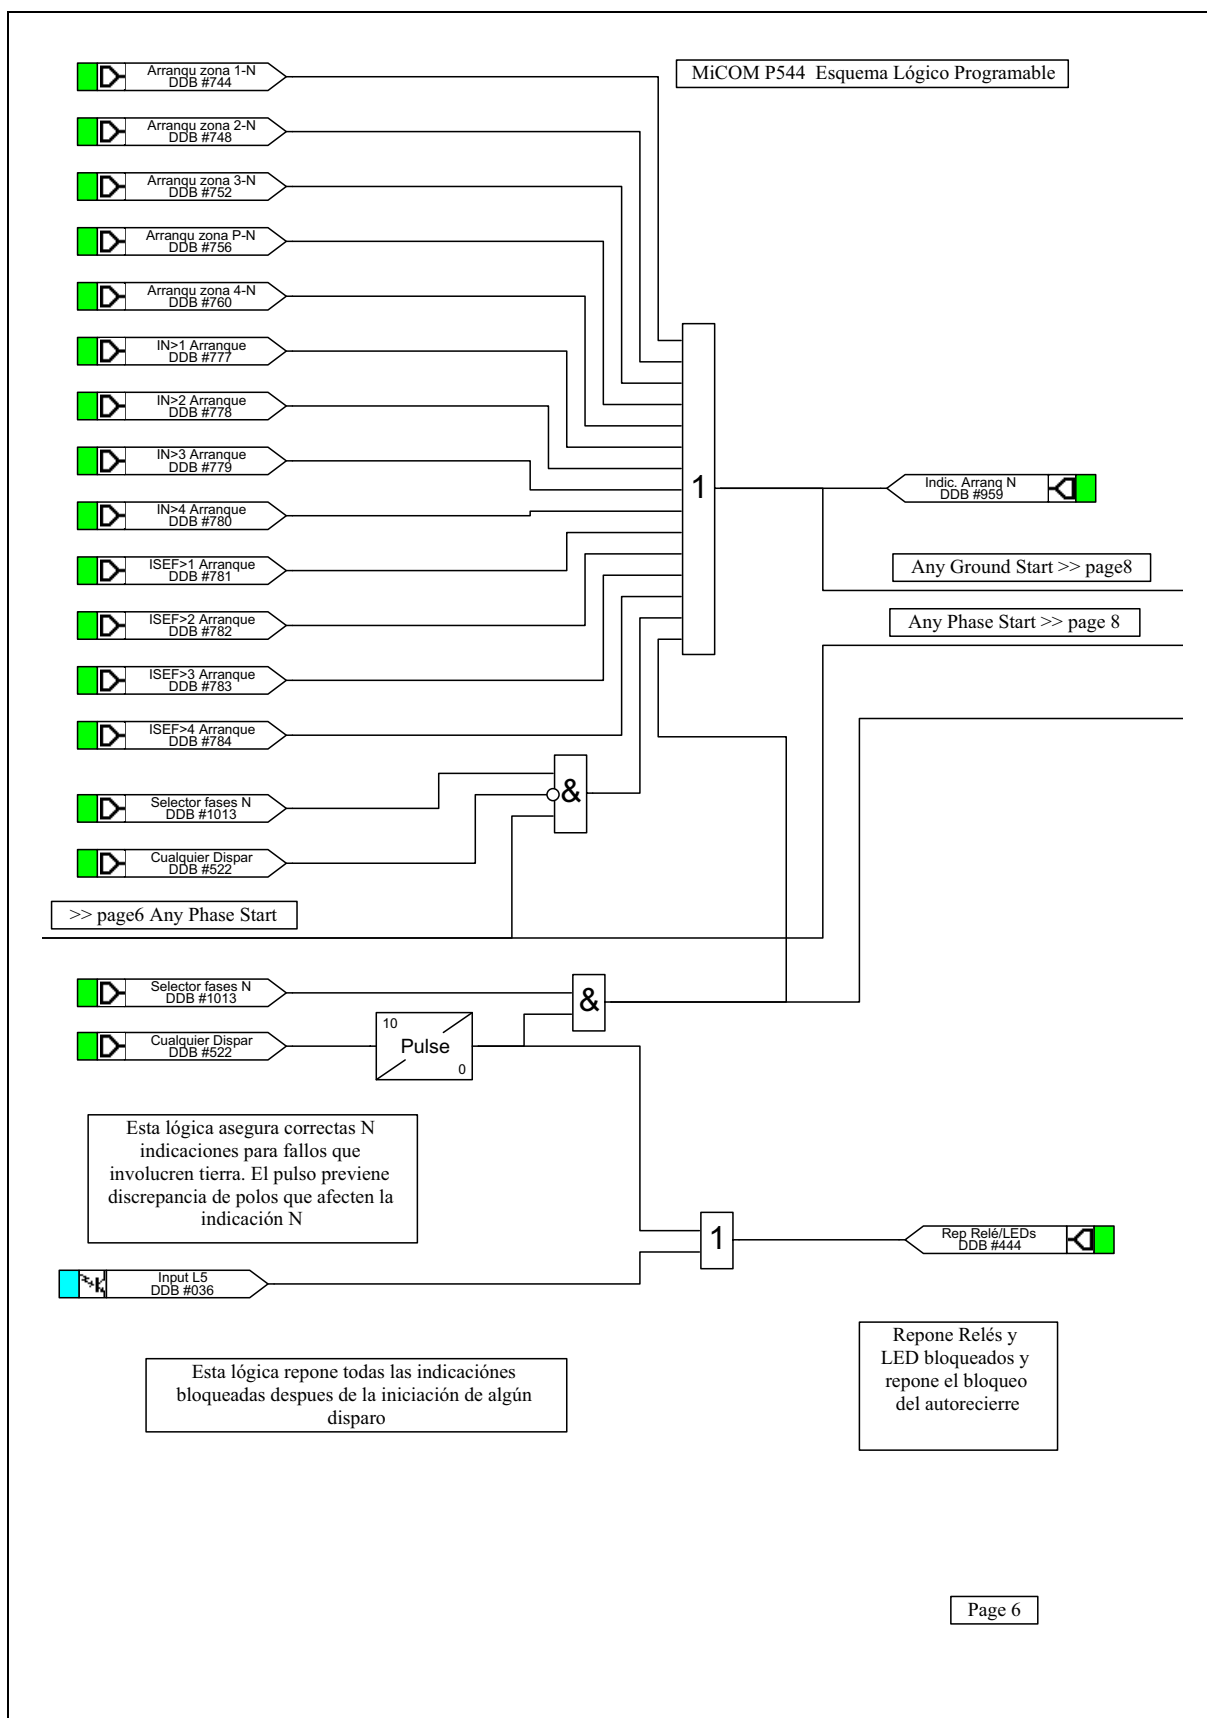 MiCOM P544 Esquema Lógico Programable
Arranqu zona 1-N
DDB #744
Arranqu zona 2-N
DDB #748
Arranqu zona 3-N
DDB #752
Arranqu zona P-N
DDB #756
Arranqu zona 4-N
DDB #760
IN>1 Arranque
DDB #777
IN>2 Arranque
DDB #778
IN>3 Arranque
DDB #779
IN>4 Arranque
DDB #780
ISEF>1 Arranque
DDB #781
ISEF>2 Arranque
DDB #782
ISEF>3 Arranque
DDB #783
ISEF>4 Arranque
DDB #784
1
Indic. Arranq N
DDB #959
Any Ground Start >> page8
Any Phase Start >> page 8
&
Selector fases N
DDB #1013
Cualquier Dispar
DDB #522
>> page6 Any Phase Start
Selector fases N
DDB #1013
&
Cualquier Dispar
DDB #522
10
Pulse
0
Esta lógica asegura correctas N
indicaciones para fallos que
involucren tierra. El pulso previene
discrepancia de polos que afecten la
indicación N
1
Rep Relé/LEDs
DDB #444
Input L5
DDB #036
Esta lógica repone todas las indicaciónes
bloqueadas despues de la iniciación de algún
disparo
Repone Relés y
LED bloqueados y
repone el bloqueo
del autorecierre
Page 6